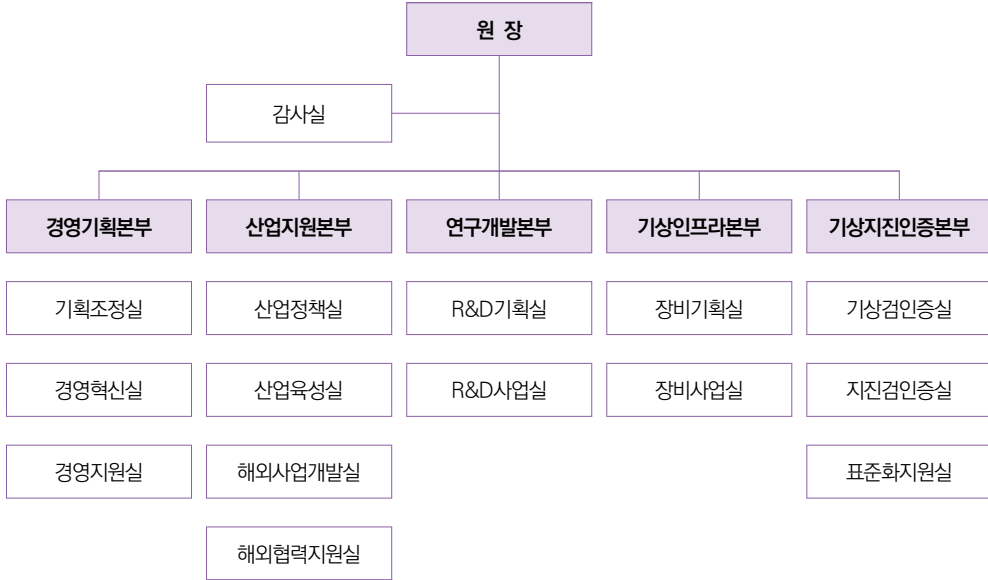 원 장
감사실
경영기획본부
산업지원본부
연구개발본부
기상인프라본부
기상지진인증본부
기획조정실
산업정책실
R&D기획실
장비기획실
기상검인증실
경영혁신실
산업육성실
R&D사업실
장비사업실
지진검인증실
경영지원실
해외사업개발실
표준화지원실
해외협력지원실